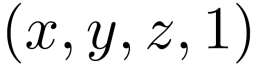 (x, y, z, 1)